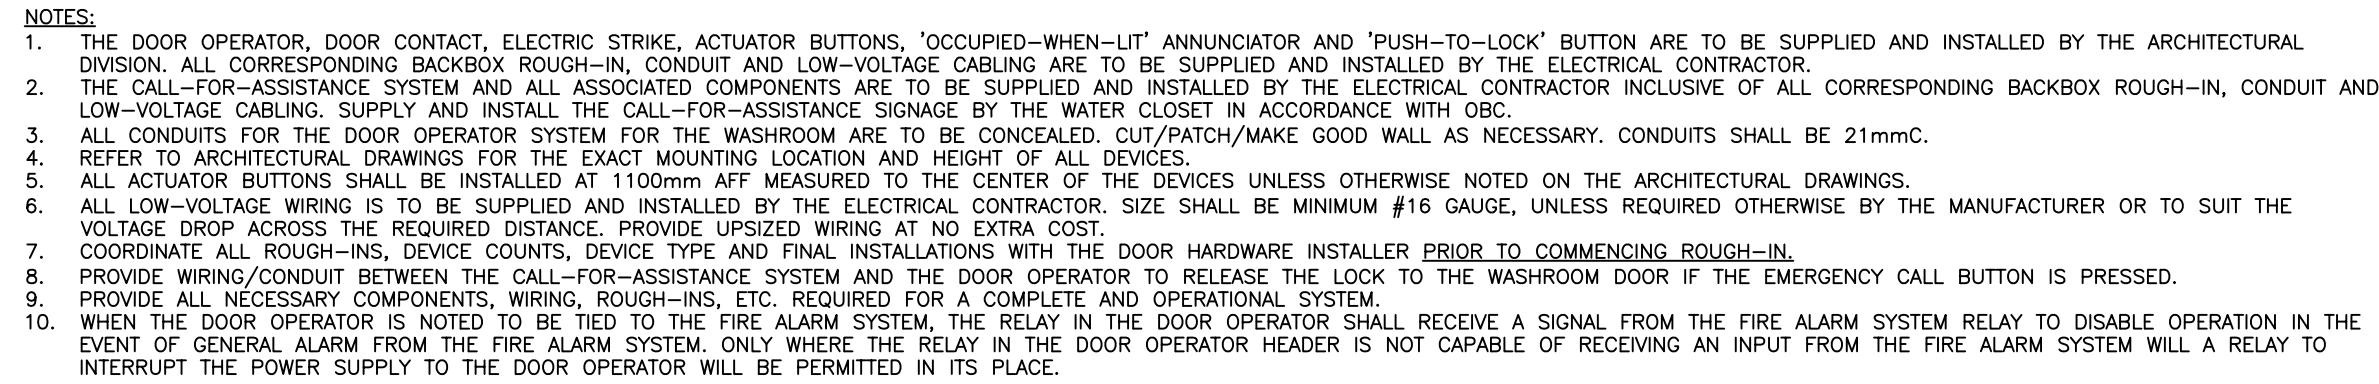 NOTES:
1. THE DOOR OPERATOR, DOOR CONTACT, ELECTRIC STRIKE, ACTUATOR BUTTONS, 'OCCUPIED-WHEN-LIT' ANNUNCIATOR AND 'PUSH-TO-LOCK' BUTTON ARE TO BE SUPPLIED AND INSTALLED BY THE ARCHITECTURAL
DIVISION. ALL CORRESPONDING BACKBOX ROUGH-IN, CONDUIT AND LOW-VOLTAGE CABLING ARE TO BE SUPPLIED AND INSTALLED BY THE ELECTRICAL CONTRACTOR.
2. THE CALL-FOR-ASSISTANCE SYSTEM AND ALL ASSOCIATED COMPONENTS ARE TO BE SUPPLIED AND INSTALLED BY THE ELECTRICAL CONTRACTOR INCLUSIVE OF ALL CORRESPONDING BACKBOX ROUGH-IN, CONDUIT AND
LOW-VOLTAGE CABLING. SUPPLY AND INSTALL THE CALL-FOR-ASSISTANCE SIGNAGE BY THE WATER CLOSET IN ACCORDANCE WITH OBC.
3. ALL CONDUITS FOR THE DOOR OPERATOR SYSTEM FOR THE WASHROOM ARE TO BE CONCEALED. CUT/PATCH/MAKE GOOD WALL AS NECESSARY. CONDUITS SHALL BE 21mmC.
4. REFER TO ARCHITECTURAL DRAWINGS FOR THE EXACT MOUNTING LOCATION AND HEIGHT OF ALL DEVICES.
5. ALL ACTUATOR BUTTONS SHALL BE INSTALLED AT 1100mm AFF MEASURED TO THE CENTER OF THE DEVICES UNLESS OTHERWISE NOTED ON THE ARCHITECTURAL DRAWINGS.
6. ALL LOW-VOLTAGE WIRING IS TO BE SUPPLIED AND INSTALLED BY THE ELECTRICAL CONTRACTOR. SIZE SHALL BE MINIMUM #16 GAUGE, UNLESS REQUIRED OTHERWISE BY THE MANUFACTURER OR TO SUIT THE
VOLTAGE DROP ACROSS THE REQUIRED DISTANCE. PROVIDE UPSIZED WIRING AT NO EXTRA COST.
7. COORDINATE ALL ROUGH-INS, DEVICE COUNTS, DEVICE TYPE AND FINAL INSTALLATIONS WITH THE DOOR HARDWARE INSTALLER PRIOR TO COMMENCING ROUGH-IN.
8. PROVIDE WIRING/CONDUIT BETWEEN THE CALL-FOR-ASSISTANCE SYSTEM AND THE DOOR OPERATOR TO RELEASE THE LOCK TO THE WASHROOM DOOR IF THE EMERGENCY CALL BUTTON IS PRESSED.
9. PROVIDE ALL NECESSARY COMPONENTS, WIRING, ROUGH-INS, ETC. REQUIRED FOR A COMPLETE AND OPERATIONAL SYSTEM.
10. WHEN THE DOOR OPERATOR IS NOTED TO BE TIED TO THE FIRE ALARM SYSTEM, THE RELAY IN THE DOOR OPERATOR SHALL RECEIVE A SIGNAL FROM THE FIRE ALARM SYSTEM RELAY TO DISABLE OPERATION IN THE
EVENT OF GENERAL ALARM FROM THE FIRE ALARM SYSTEM. ONLY WHERE THE RELAY IN THE DOOR OPERATOR HEADER IS NOT CAPABLE OF RECEIVING AN INPUT FROM THE FIRE ALARM SYSTEM WILL A RELAY TO
INTERRUPT THE POWER SUPPLY TO THE DOOR OPERATOR WILL BE PERMITTED IN ITS PLACE.